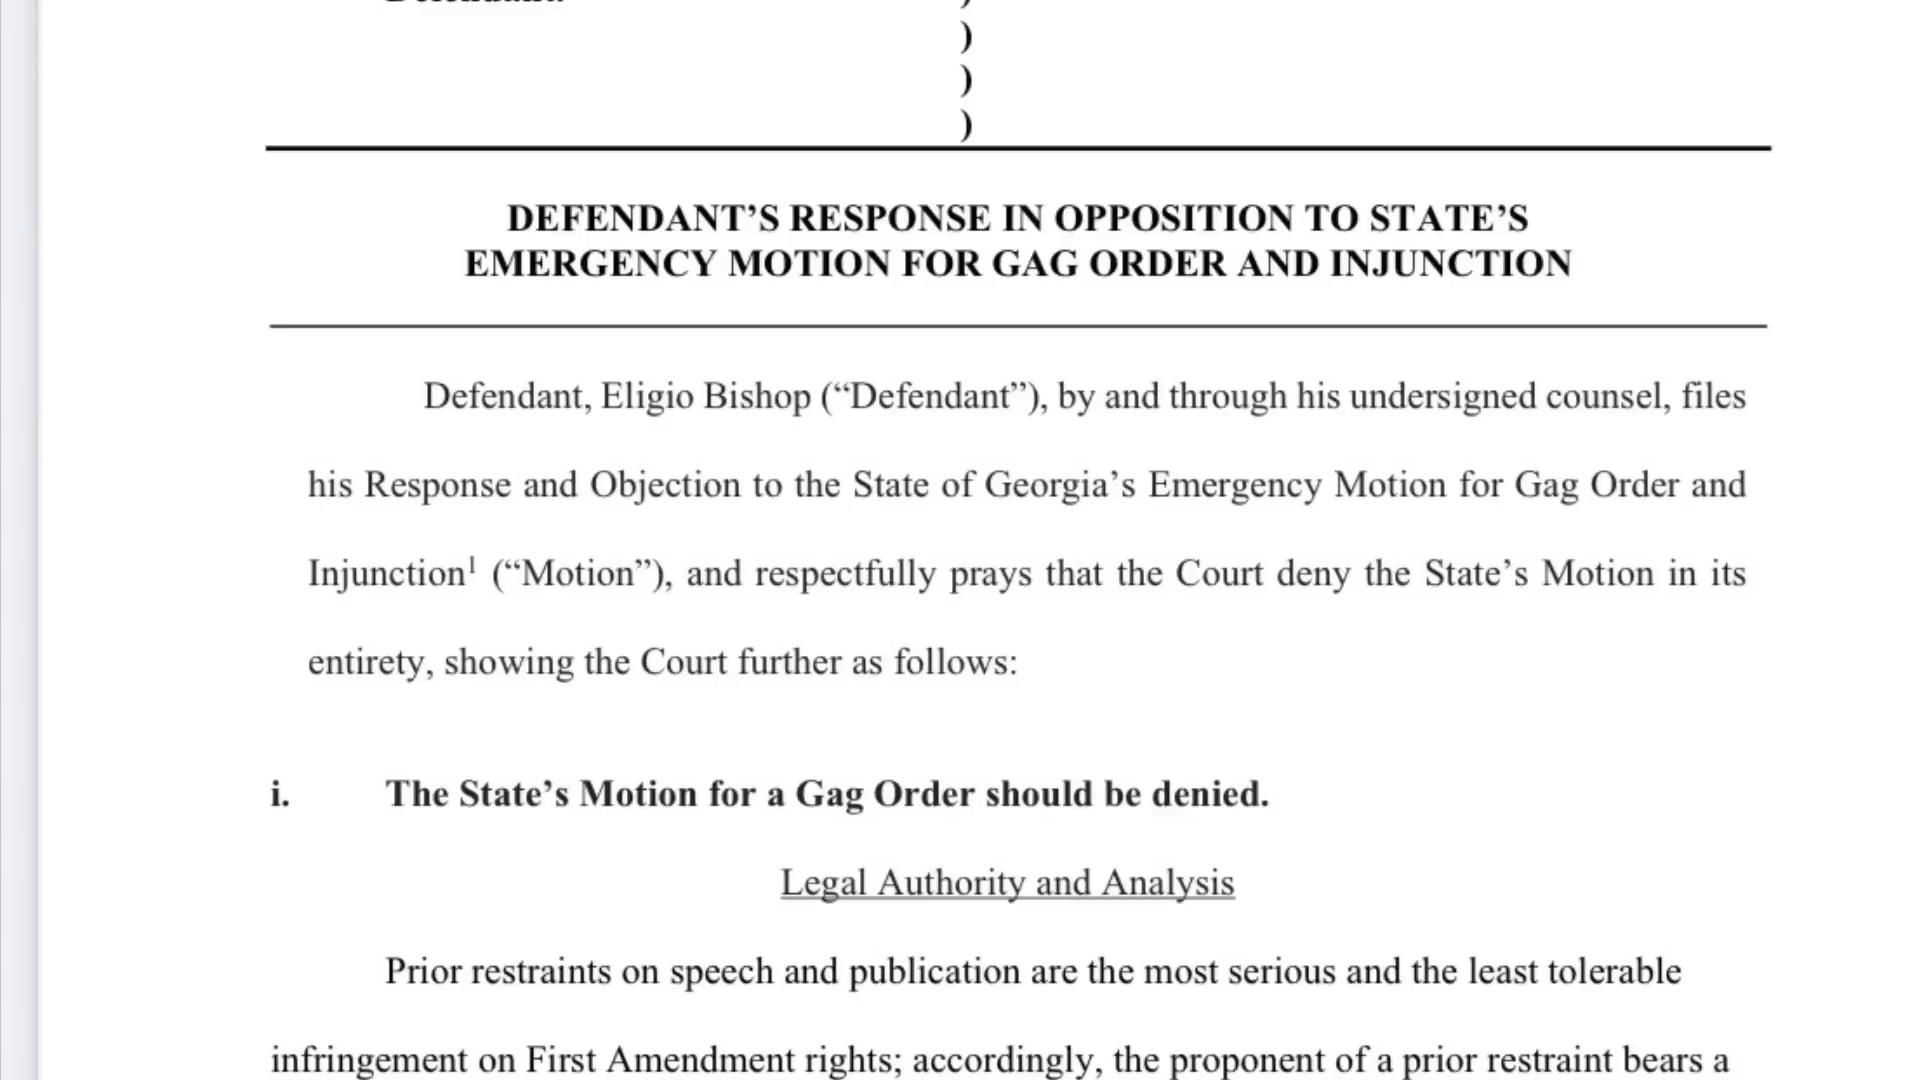 )
)
)
DEFENDANT’S RESPONSE IN OPPOSITION TO STATE’S
EMERGENCY MOTION FOR GAG ORDER AND INJUNCTION
Defendant, Eligio Bishop (“Defendant”), by and through his undersigned counsel, files
his Response and Objection to the State of Georgia’s Emergency Motion for Gag Order and
Injunction¹ (“Motion”), and respectfully prays that the Court deny the State’s Motion in its
entirety, showing the Court further as follows:
i. The State’s Motion for a Gag Order should be denied.
Legal Authority and Analysis
Prior restraints on speech and publication are the most serious and the least tolerable
infringement on First Amendment rights; accordingly, the proponent of a prior restraint bears a